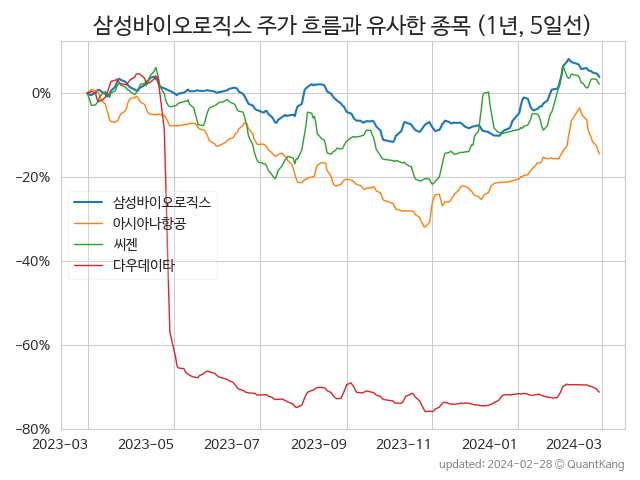 삼성바이오로직스 주가 흐름과 유사한 종목 (1년, 5일선)
0%
−20%
−40%
−60%
−80%
삼성바이오로직스
아시아나항공
씨젠
다우데이타
2023-03 2023-05 2023-07 2023-09 2023-11 2024-01 2024-03
updated: 2024-02-28 © QuantKang